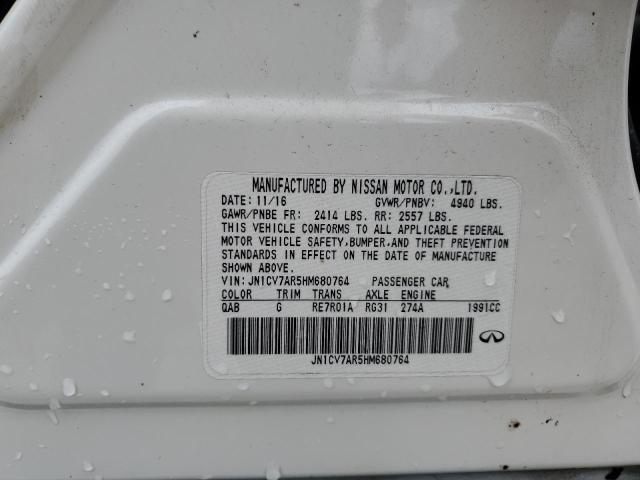 MANUFACTURED BY NISSAN MOTOR CO.,LTD.
DATE: 11/16 GVWR/PNBV: 4940 LBS.
GAWR/PNBE FR: 2414 LBS. RR: 2557 LBS.
THIS VEHICLE CONFORMS TO ALL APPLICABLE FEDERAL
MOTOR VEHICLE SAFETY,BUMPER,AND THEFT PREVENTION
STANDARDS IN EFFECT ON THE DATE OF MANUFACTURE
SHOWN ABOVE.
VIN: JN1CV7AR5HM680764 PASSENGER CAR
COLOR TRIM TRANS AXLE ENGINE
QAB G RE7R01A RG31 274A 1991CC
JN1CV7AR5HM680764